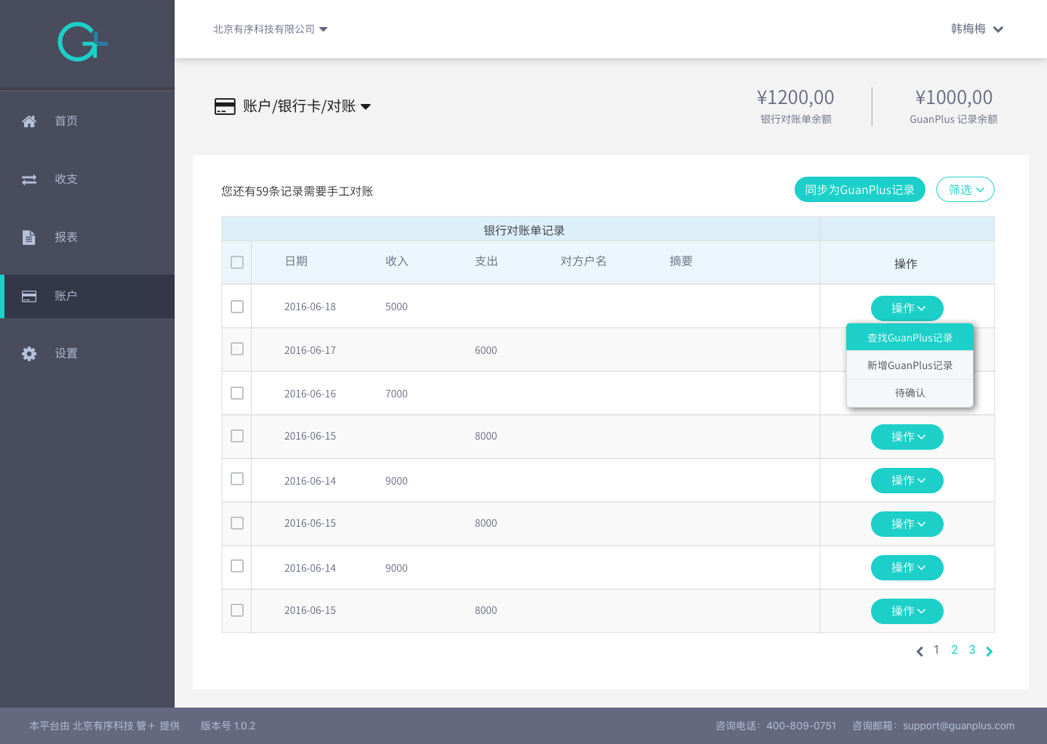 北京有序科技有限公司
韩梅梅
首页
收支
报表
账户
设置
账户/银行卡/对账
¥1200,00
银行对账单余额
¥1000,00
GuanPlus 记录余额
您还有59条记录需要手工对账
同步为GuanPlus记录
筛选
银行对账单记录
日期 收入 支出 对方户名 摘要 操作
2016-06-18 5000 操作
查找GuanPlus记录
新增GuanPlus记录
待确认
2016-06-17 6000
2016-06-16 7000
2016-06-15 8000 操作
2016-06-14 9000 操作
2016-06-15 8000 操作
2016-06-14 9000 操作
2016-06-15 8000 操作
1 2 3
本平台由 北京有序科技 管+ 提供 版本号 1.0.2
咨询电话：400-809-0751 咨询邮箱：support@guanplus.com